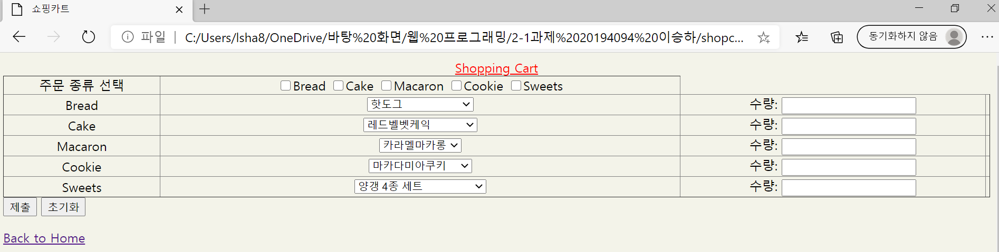 쇼핑카트
파일 C:/Users/lsha8/OneDrive/바탕%20화면/웹%20프로그래밍/2-1과제%2020194094%20이승하/shopc... 동기화하지 않음
Shopping Cart
주문 종류 선택 Bread Cake Macaron Cookie Sweets
Bread 핫도그 수량:
Cake 레드벨벳케익 수량:
Macaron 카라멜마카롱 수량:
Cookie 마카다미아쿠키 수량:
Sweets 양갱 4종 세트 수량:
제출 초기화
Back to Home